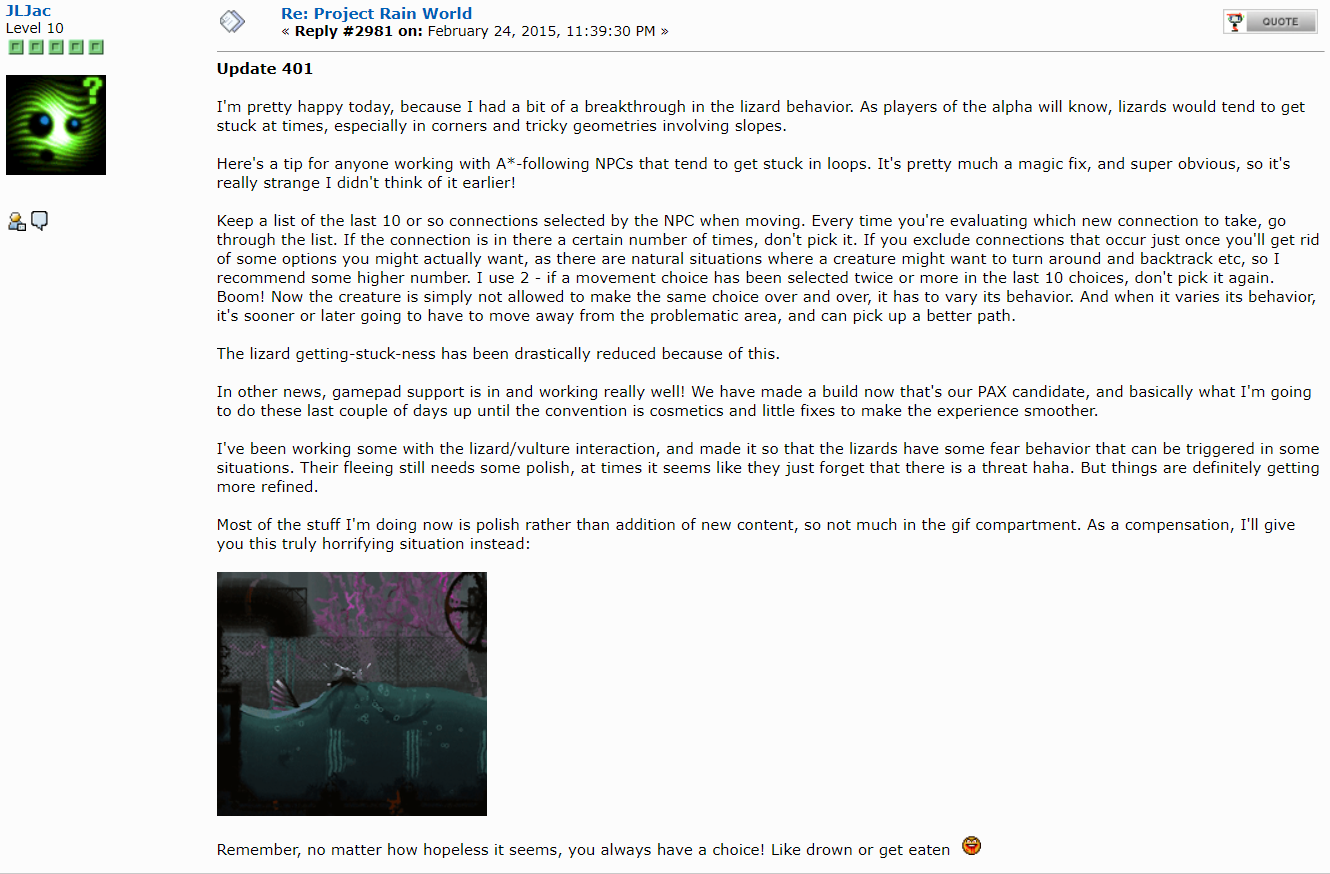 JLJac
Level 10
Re: Project Rain World
« Reply #2981 on: February 24, 2015, 11:39:30 PM »
QUOTE
Update 401
I'm pretty happy today, because I had a bit of a breakthrough in the lizard behavior. As players of the alpha will know, lizards would tend to get
stuck at times, especially in corners and tricky geometries involving slopes.
Here's a tip for anyone working with A*-following NPCs that tend to get stuck in loops. It's pretty much a magic fix, and super obvious, so it's
really strange I didn't think of it earlier!
Keep a list of the last 10 or so connections selected by the NPC when moving. Every time you're evaluating which new connection to take, go
through the list. If the connection is in there a certain number of times, don't pick it. If you exclude connections that occur just once you'll get rid
of some options you might actually want, as there are natural situations where a creature might want to turn around and backtrack etc, so I
recommend some higher number. I use 2 - if a movement choice has been selected twice or more in the last 10 choices, don't pick it again.
Boom! Now the creature is simply not allowed to make the same choice over and over, it has to vary its behavior. And when it varies its behavior,
it's sooner or later going to have to move away from the problematic area, and can pick up a better path.
The lizard getting-stuck-ness has been drastically reduced because of this.
In other news, gamepad support is in and working really well! We have made a build now that's our PAX candidate, and basically what I'm going
to do these last couple of days up until the convention is cosmetics and little fixes to make the experience smoother.
I've been working some with the lizard/vulture interaction, and made it so that the lizards have some fear behavior that can be triggered in some
situations. Their fleeing still needs some polish, at times it seems like they just forget that there is a threat haha. But things are definitely getting
more refined.
Most of the stuff I'm doing now is polish rather than addition of new content, so not much in the gif compartment. As a compensation, I'll give
you this truly horrifying situation instead:
Remember, no matter how hopeless it seems, you always have a choice! Like drown or get eaten